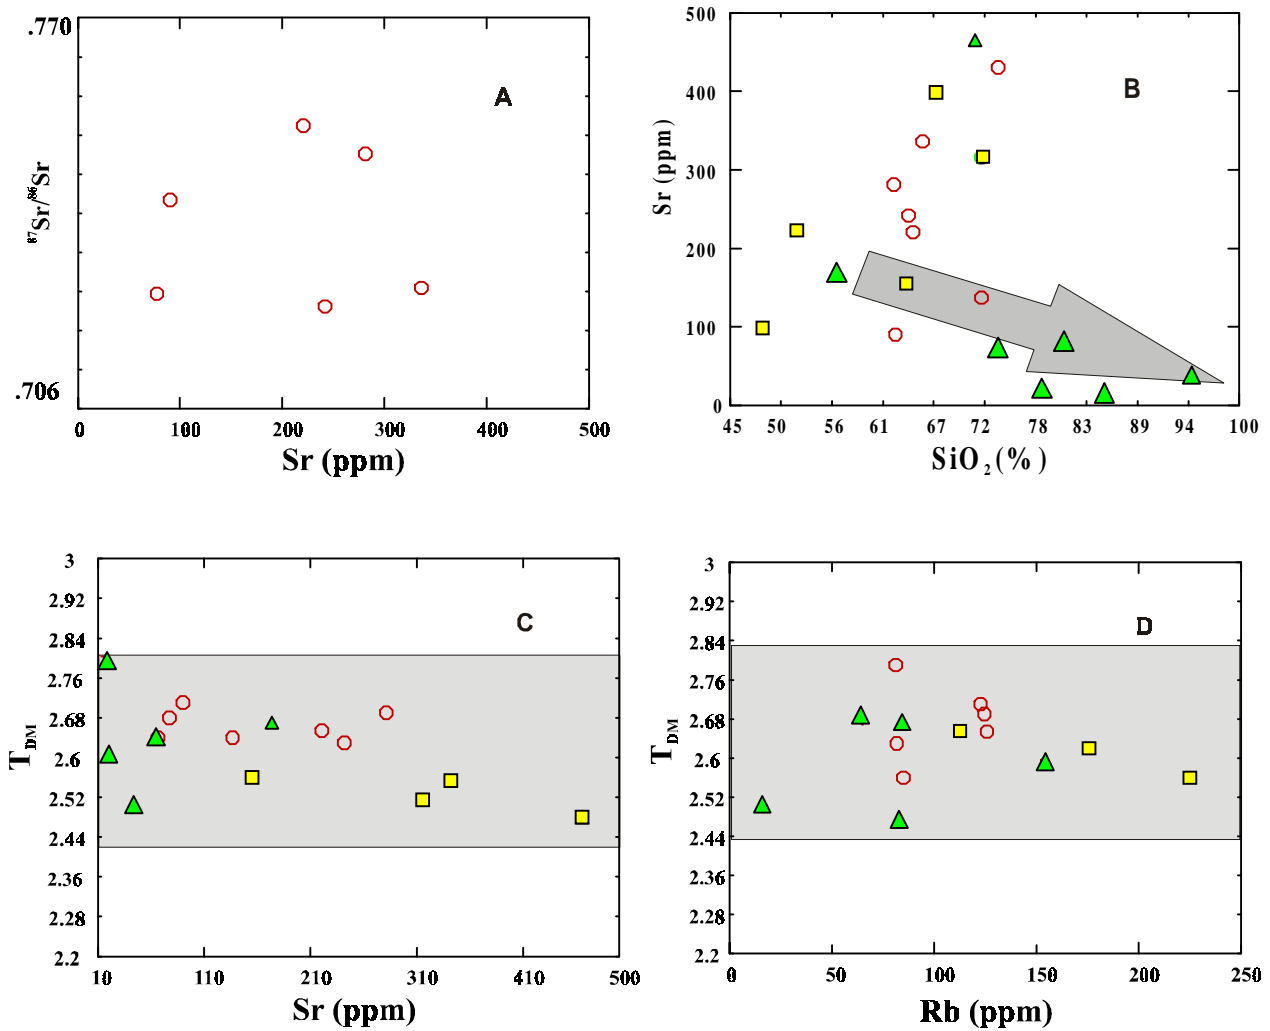 .770
A
⁸⁷Sr/⁸⁶Sr
.706
0 100 200 300 400 500
Sr (ppm)
500
400
300
200
100
0
B
Sr (ppm)
45 50 56 61 67 72 78 83 89 94 100
SiO₂(%)
3
2.92
2.84
2.76
2.68
2.6
2.52
2.44
2.36
2.28
2.2
C
T_DM
10 110 210 310 410 500
Sr (ppm)
3
2.92
2.84
2.76
2.68
2.6
2.52
2.44
2.36
2.28
2.2
D
T_DM
0 50 100 150 200 250
Rb (ppm)